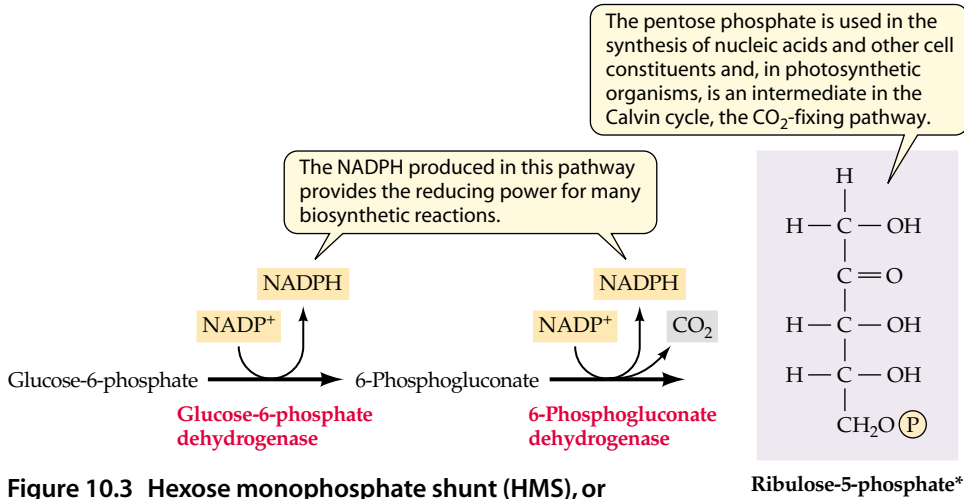 The pentose phosphate is used in the
synthesis of nucleic acids and other cell
constituents and, in photosynthetic
organisms, is an intermediate in the
Calvin cycle, the CO₂-fixing pathway.
The NADPH produced in this pathway
provides the reducing power for many
biosynthetic reactions.
H
H — C — OH
C = O
H — C — OH
H — C — OH
CH₂O P
NADPH
NADPH
NADP⁺
NADP⁺
CO₂
Glucose-6-phosphate
6-Phosphogluconate
Glucose-6-phosphate
dehydrogenase
6-Phosphogluconate
dehydrogenase
Ribulose-5-phosphate*
Figure 10.3 Hexose monophosphate shunt (HMS), or